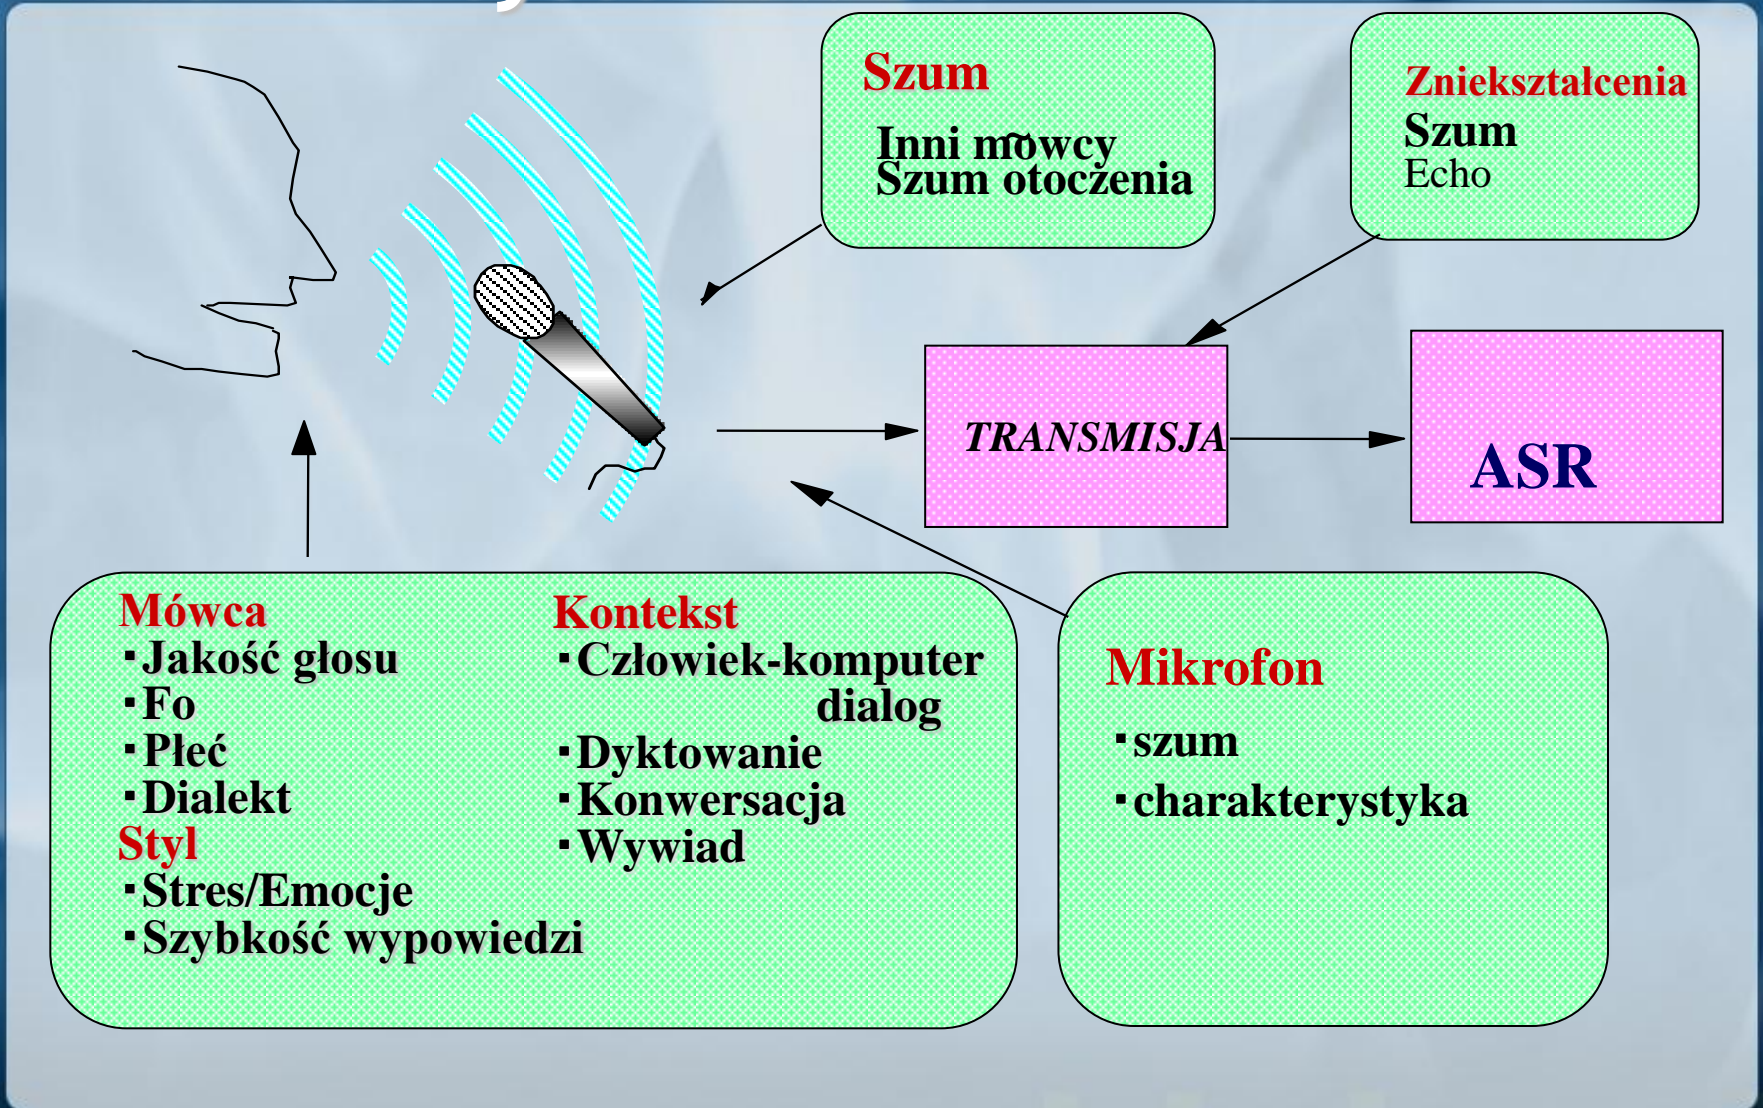 Szum
Inni mõwcy
Szum otoczenia
Zniekształcenia
Szum
Echo
TRANSMISJA
ASR
Mówca
▪Jakość głosu
▪Fo
▪Płeć
▪Dialekt
Styl
▪Stres/Emocje
▪Szybkość wypowiedzi
Kontekst
▪Człowiek-komputer
dialog
▪Dyktowanie
▪Konwersacja
▪Wywiad
Mikrofon
▪szum
▪charakterystyka